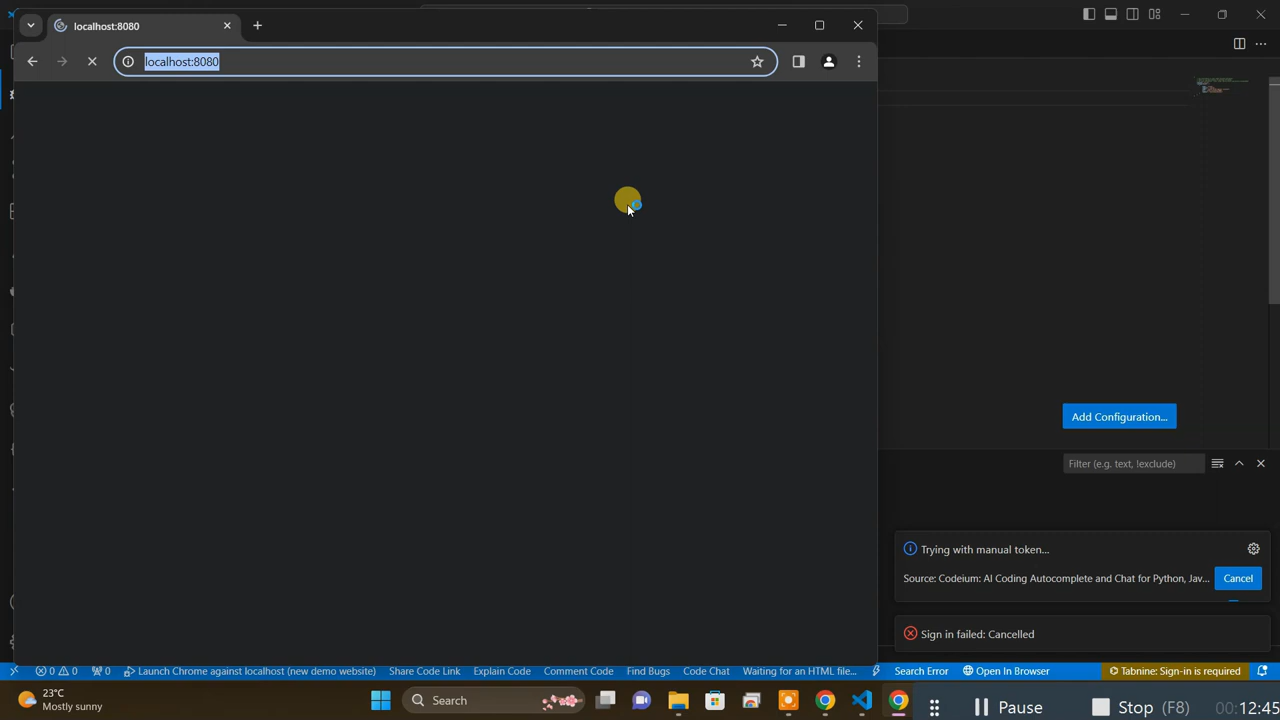 localhost:8080
localhost:8080
Add Configuration...
Filter (e.g. text, !exclude)
Trying with manual token...
Source: Codeium: AI Coding Autocomplete and Chat for Python, Jav...
Cancel
Sign in failed: Cancelled
0 0 0 Launch Chrome against localhost (new demo website) Share Code Link Explain Code Comment Code Find Bugs Code Chat Waiting for an HTML file... Search Error Open In Browser Tabnine: Sign-in is required
23°C
Mostly sunny
Search
Pause
Stop (F8)
00:12:45